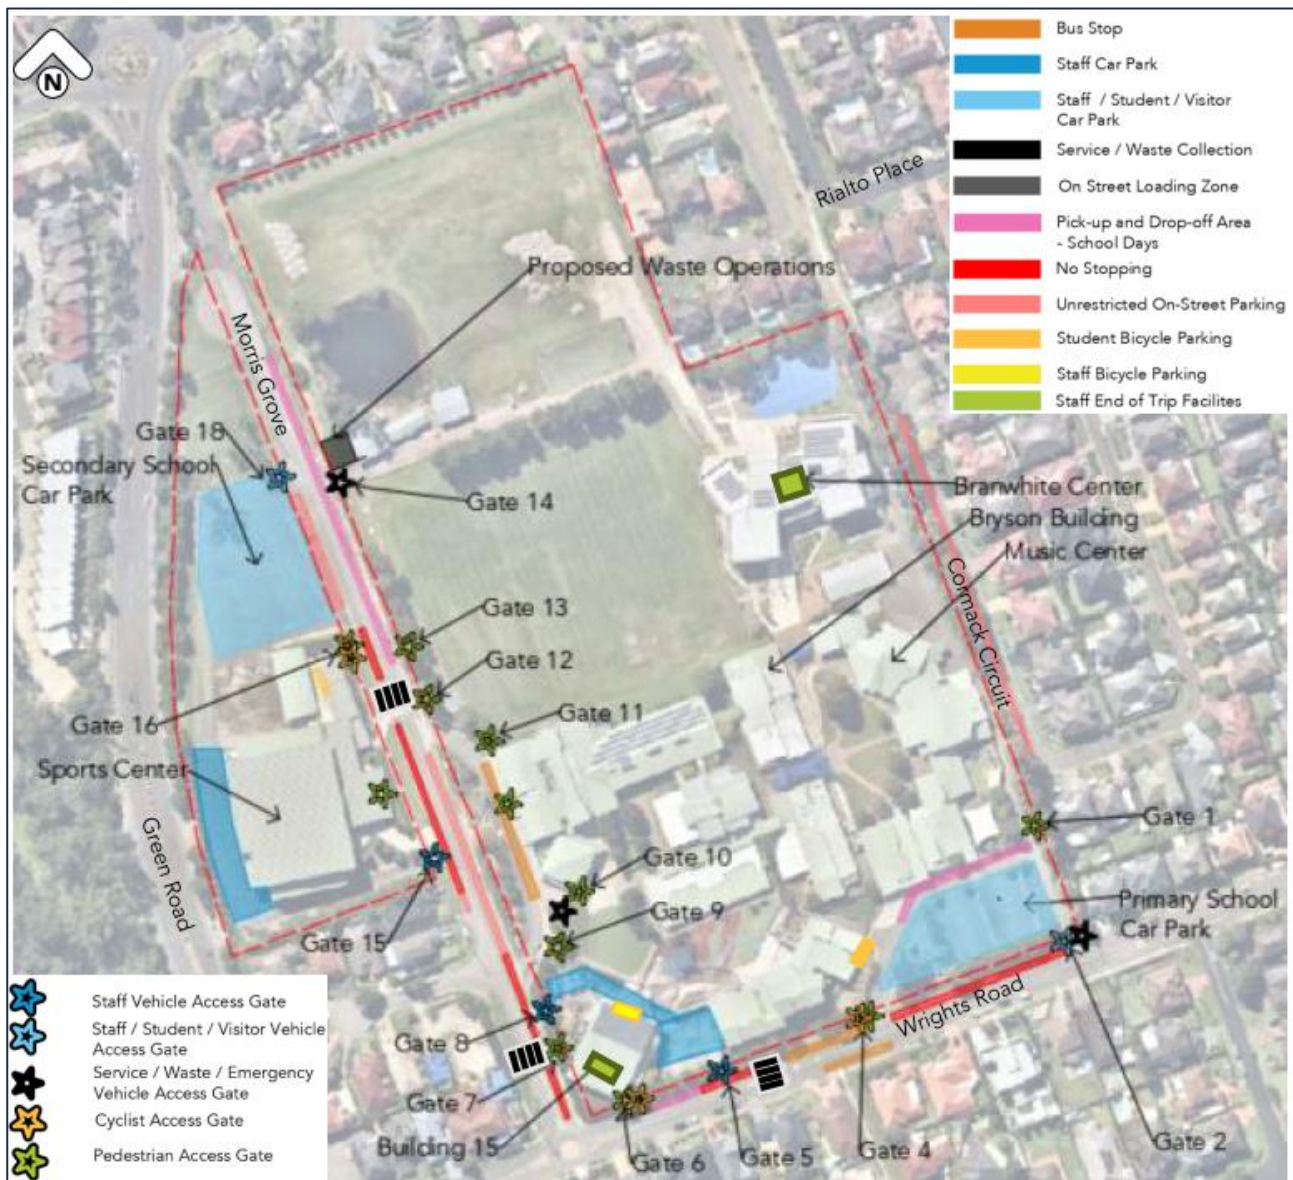 N
Bus Stop
Staff Car Park
Staff / Student / Visitor
Car Park
Service / Waste Collection
On Street Loading Zone
Pick-up and Drop-off Area
- School Days
No Stopping
Unrestricted On-Street Parking
Student Bicycle Parking
Staff Bicycle Parking
Staff End of Trip Facilites
Rialto Place
Proposed Waste Operations
Morris Grove
Gate 18
Secondary School
Car Park
Gate 14
Branwhite Center
Bryson Building
Music Center
Cormack Circuit
Gate 13
Gate 12
Gate 11
Gate 16
Sports Center
Green Road
Gate 1
Gate 10
Gate 9
Primary School
Car Park
Gate 15
Wrights Road
Gate 8
Gate 7
Building 15
Gate 6
Gate 5
Gate 4
Gate 2
Staff Vehicle Access Gate
Staff / Student / Visitor Vehicle
Access Gate
Service / Waste / Emergency
Vehicle Access Gate
Cyclist Access Gate
Pedestrian Access Gate